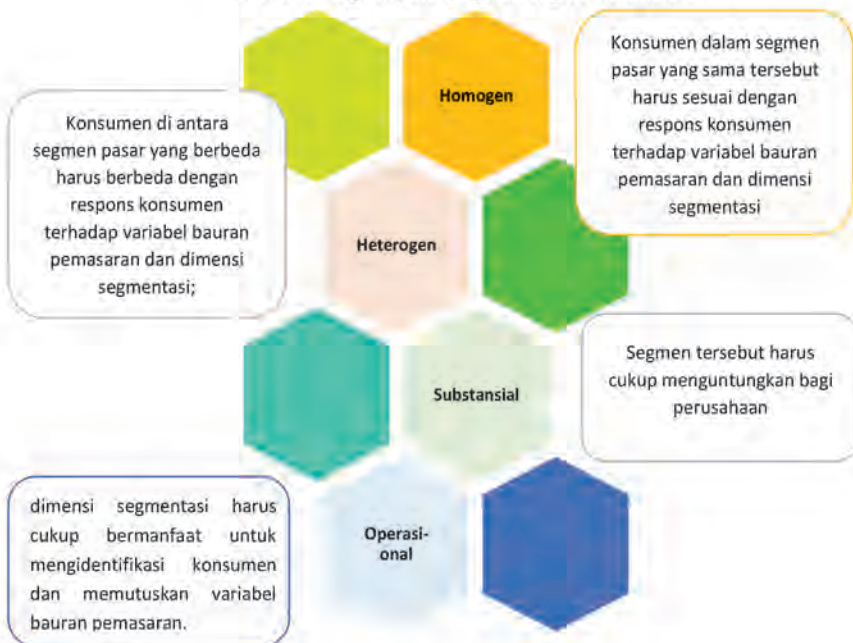 Homogen
Konsumen dalam segmen
pasar yang sama tersebut
harus sesuai dengan
respons konsumen
terhadap variabel bauran
pemasaran dan dimensi
segmentasi
Konsumen di antara
segmen pasar yang berbeda
harus berbeda dengan
respons konsumen
terhadap variabel bauran
pemasaran dan dimensi
segmentasi;
Heterogen
Substansial
Segmen tersebut harus
cukup menguntungkan bagi
perusahaan
dimensi segmentasi harus
cukup bermanfaat untuk
mengidentifikasi konsumen
dan memutuskan variabel
bauran pemasaran.
Operasi-
onal